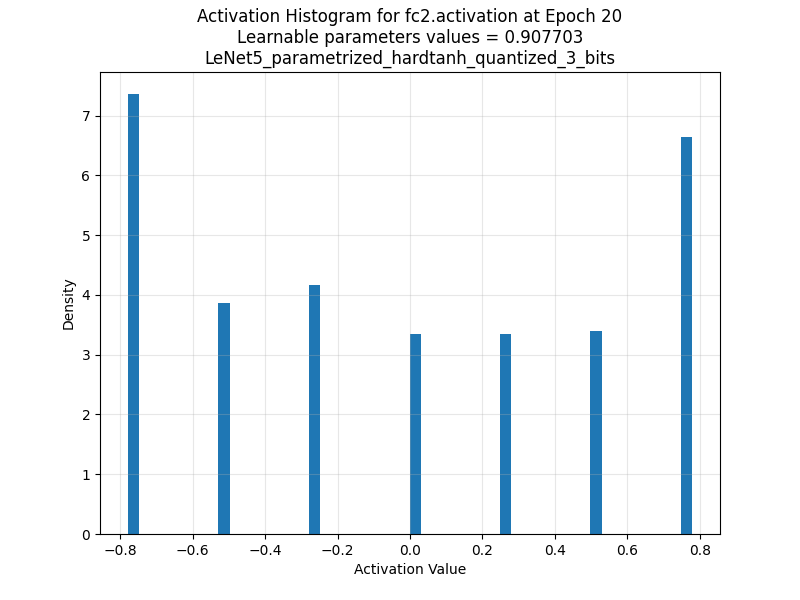 Activation Histogram for fc2.activation at Epoch 20
Learnable parameters values = 0.907703
LeNet5_parametrized_hardtanh_quantized_3_bits
7
6
5
4
3
2
1
0
Density
−0.8 −0.6 −0.4 −0.2 0.0 0.2 0.4 0.6 0.8
Activation Value